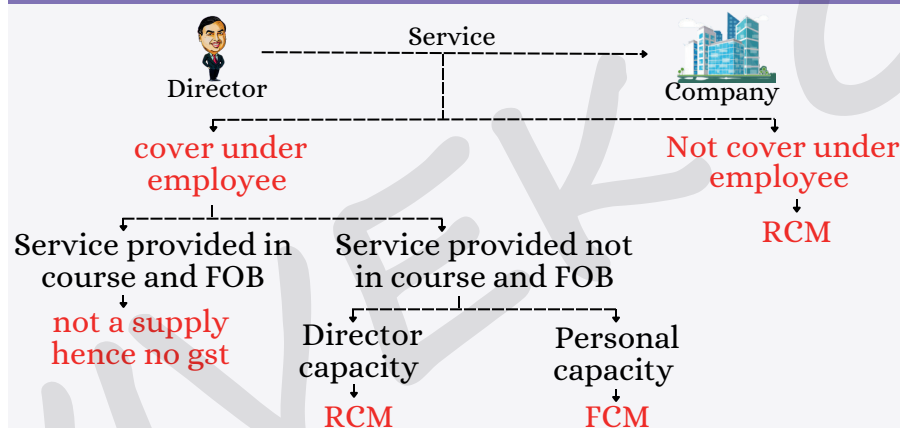 Service
Director
Company
cover under
employee
Not cover under
employee
RCM
Service provided in
course and FOB
Service provided not
in course and FOB
not a supply
hence no gst
Director
capacity
Personal
capacity
RCM
FCM